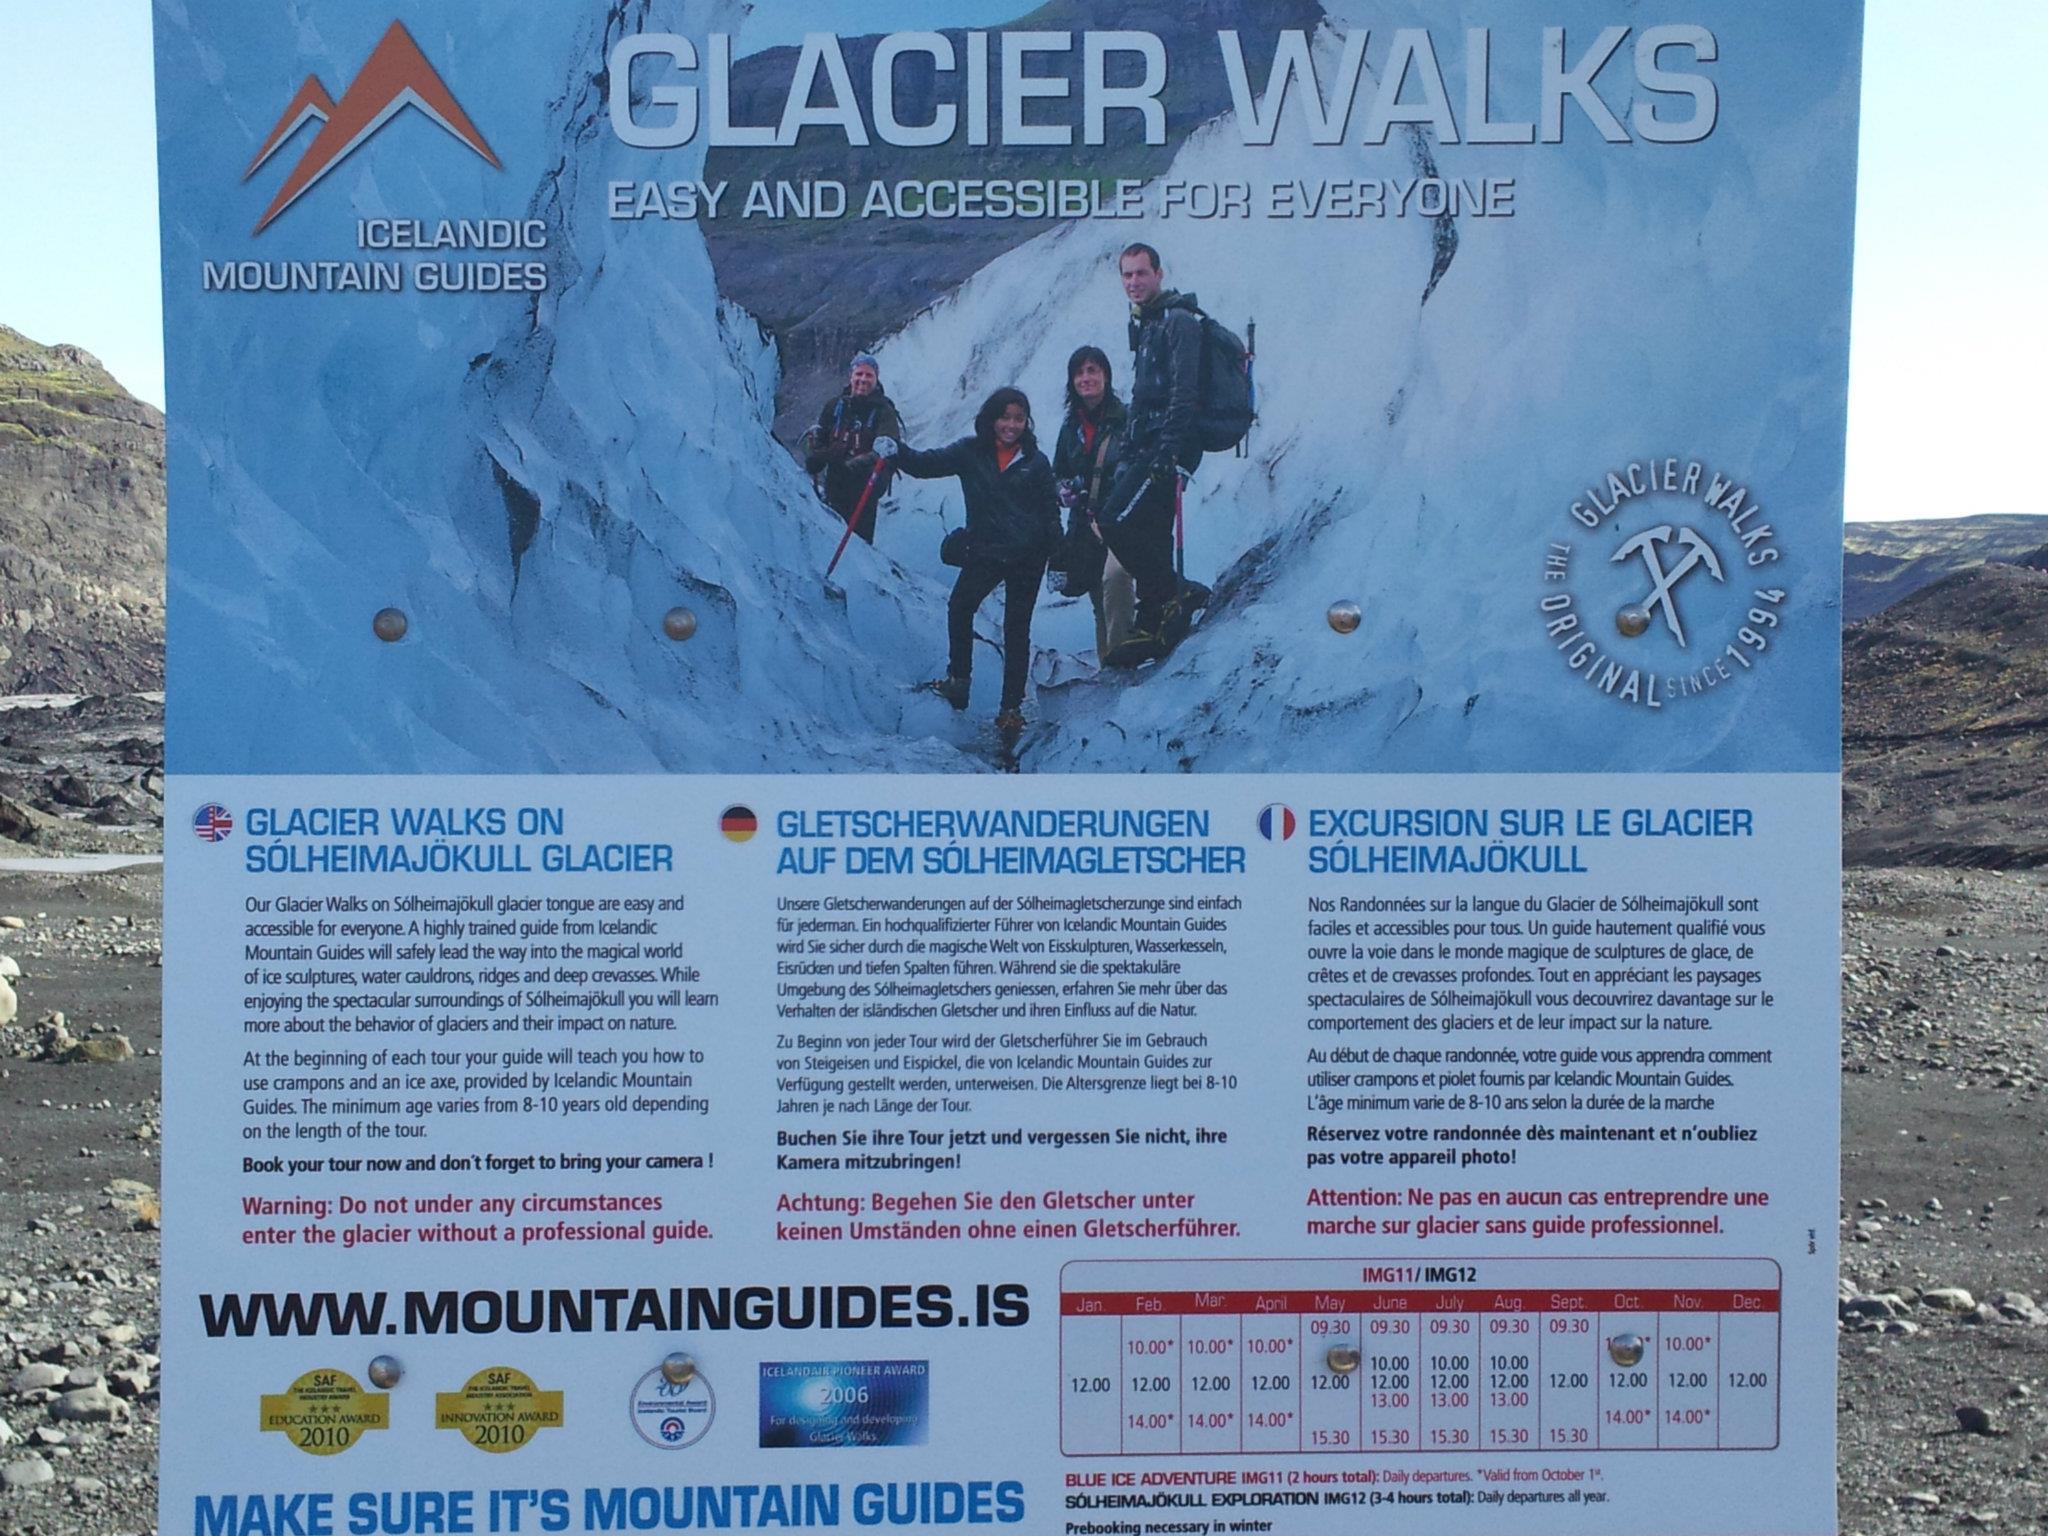 GLACIER WALKS
EASY AND ACCESSIBLE FOR EVERYONE
ICELANDIC
MOUNTAIN GUIDES
GLACIER WALKS
THE ORIGINAL SINCE 1994
GLACIER WALKS ON
SÓLHEIMAJÖKULL GLACIER
Our Glacier Walks on Sólheimajökull glacier tongue are easy and
accessible for everyone. A highly trained guide from Icelandic
Mountain Guides will safely lead the way into the magical world
of ice sculptures, water cauldrons, ridges and deep crevasses. While
enjoying the spectacular surroundings of Sólheimajökull you will learn
more about the behavior of glaciers and their impact on nature.
At the beginning of each tour your guide will teach you how to
use crampons and an ice axe, provided by Icelandic Mountain
Guides. The minimum age varies from 8-10 years old depending
on the length of the tour.
Book your tour now and don't forget to bring your camera !
Warning: Do not under any circumstances
enter the glacier without a professional guide.
GLETSCHERWANDERUNGEN
AUF DEM SÓLHEIMAGLETSCHER
Unsere Gletscherwanderungen auf der Sólheimagletscherzunge sind einfach
für jederman. Ein hochqualifizierter Führer von Icelandic Mountain Guides
wird Sie sicher durch die magische Welt von Eisskulpturen, Wasserkesseln,
Eisrücken und tiefen Spalten führen. Während sie die spektakuläre
Umgebung des Sólheimagletschers geniessen, erfahren Sie mehr über das
Verhalten der isländischen Gletscher und ihren Einfluss auf die Natur.
Zu Beginn von jeder Tour wird der Gletscherführer Sie im Gebrauch
von Steigeisen und Eispickel, die von Icelandic Mountain Guides zur
Verfügung gestellt werden, unterweisen. Die Altersgrenze liegt bei 8-10
Jahren je nach Länge der Tour.
Buchen Sie ihre Tour jetzt und vergessen Sie nicht, ihre
Kamera mitzubringen!
Achtung: Begehen Sie den Gletscher unter
keinen Umständen ohne einen Gletscherführer.
EXCURSION SUR LE GLACIER
SÓLHEIMAJÖKULL
Nos Randonnées sur la langue du Glacier de Sólheimajökull sont
faciles et accessibles pour tous. Un guide hautement qualifié vous
ouvre la voie dans le monde magique de sculptures de glace, de
crêtes et de crevasses profondes. Tout en appréciant les paysages
spectaculaires de Sólheimajökull vous decouvrirez davantage sur le
comportement des glaciers et de leur impact sur la nature.
Au début de chaque randonnée, votre guide vous apprendra comment
utiliser crampons et piolet fournis par Icelandic Mountain Guides.
L'âge minimum varie de 8-10 ans selon la durée de la marche
Réservez votre randonnée dès maintenant et n'oubliez
pas votre appareil photo!
Attention: Ne pas en aucun cas entreprendre une
marche sur glacier sans guide professionnel.
WWW.MOUNTAINGUIDES.IS
SAF
THE ICELANDIC TRAVEL
INDUSTRY AWARD
EDUCATION AWARD
2010
SAF
THE ICELANDIC TRAVEL
INDUSTRY ASSOCIATION
INNOVATION AWARD
2010
Environmental Award
Icelandic Tourist Board
ICELANDAIR PIONEER AWARD
2006
For designing and developing
Glacier Walks
MAKE SURE IT'S MOUNTAIN GUIDES
IMG11/ IMG12
Jan. Feb. Mar. April May June July Aug. Sept. Oct. Nov. Dec.
09.30 09.30 09.30 09.30 09.30
10.00* 10.00* 10.00* 10.00*
10.00 10.00 10.00
12.00 12.00 12.00 12.00 12.00 12.00 12.00 12.00 12.00 12.00 12.00 12.00
13.00 13.00 13.00
14.00* 14.00* 14.00* 14.00* 14.00*
15.30 15.30 15.30 15.30 15.30
BLUE ICE ADVENTURE IMG11 (2 hours total): Daily departures. *Valid from October 1st.
SÓLHEIMAJÖKULL EXPLORATION IMG12 (3-4 hours total): Daily departures all year.
Prebooking necessary in winter